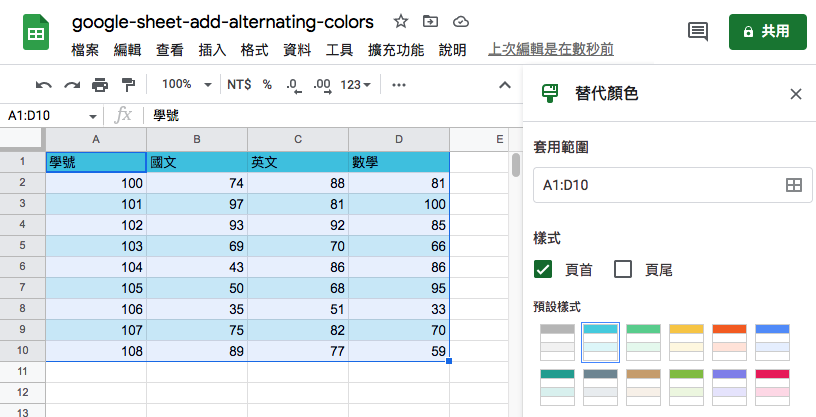 google-sheet-add-alternating-colors
共用
檔案 編輯 查看 插入 格式 資料 工具 擴充功能 說明 上次編輯是在數秒前
100% NT$ % .0 .00 123
A1:D10 fx 學號
A B C D E
1 學號 國文 英文 數學
2 100 74 88 81
3 101 97 81 100
4 102 93 92 85
5 103 69 70 66
6 104 43 86 86
7 105 50 68 95
8 106 35 51 33
9 107 75 82 70
10 108 89 77 59
11
12
13
替代顏色
套用範圍
A1:D10
樣式
頁首 頁尾
預設樣式